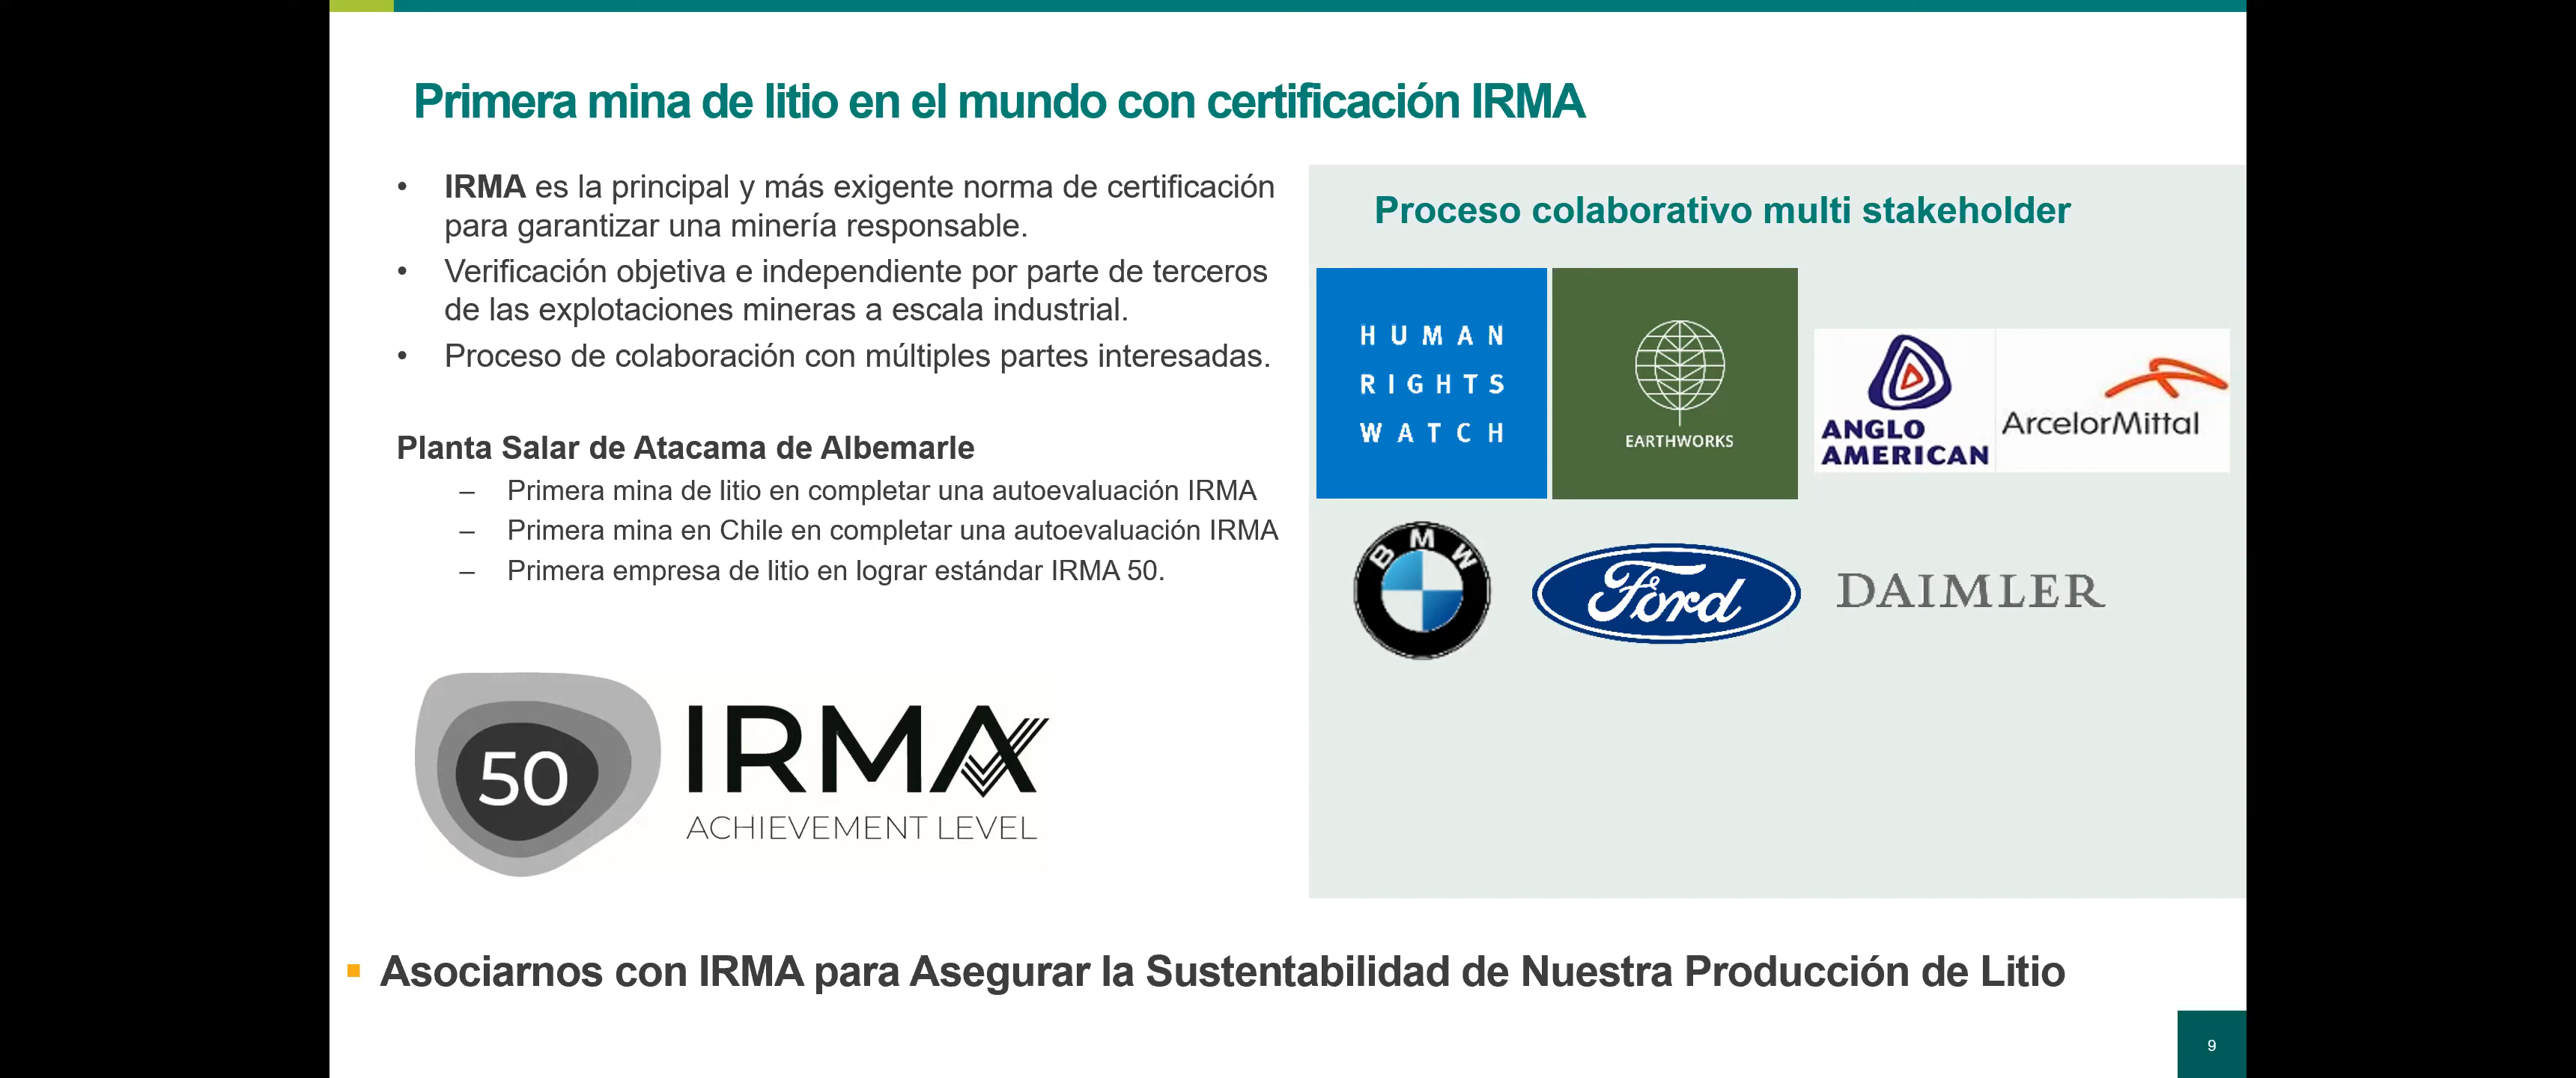 Primera mina de litio en el mundo con certificación IRMA
• IRMA es la principal y más exigente norma de certificación
para garantizar una minería responsable.
• Verificación objetiva e independiente por parte de terceros
de las explotaciones mineras a escala industrial.
• Proceso de colaboración con múltiples partes interesadas.
Planta Salar de Atacama de Albemarle
– Primera mina de litio en completar una autoevaluación IRMA
– Primera mina en Chile en completar una autoevaluación IRMA
– Primera empresa de litio en lograr estándar IRMA 50.
50
IRMA
ACHIEVEMENT LEVEL
Proceso colaborativo multi stakeholder
HUMAN
RIGHTS
WATCH
EARTHWORKS
ANGLO
AMERICAN
ArcelorMittal
BMW
Ford
DAIMLER
Asociarnos con IRMA para Asegurar la Sustentabilidad de Nuestra Producción de Litio
9